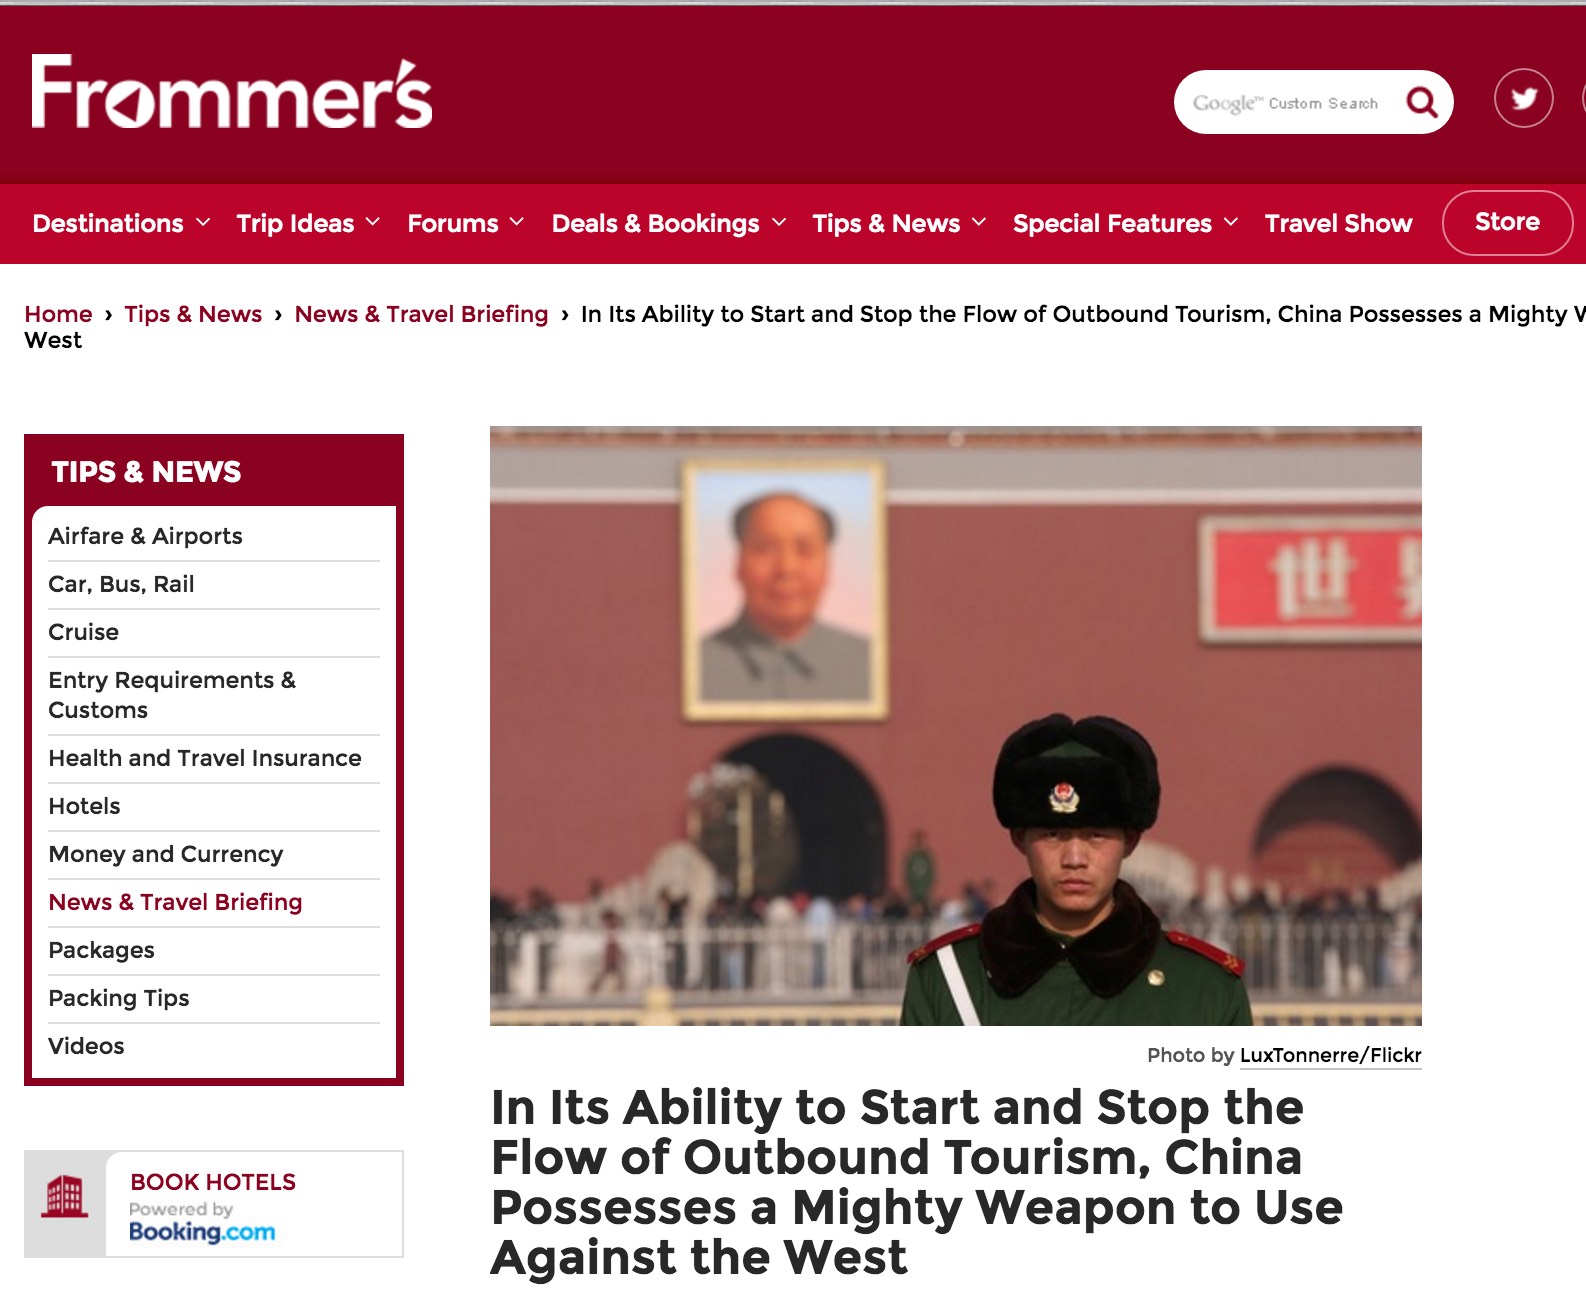 Frommer's
Google™ Custom Search
Destinations
Trip Ideas
Forums
Deals & Bookings
Tips & News
Special Features
Travel Show
Store
Home › Tips & News › News & Travel Briefing › In Its Ability to Start and Stop the Flow of Outbound Tourism, China Possesses a Mighty
West
TIPS & NEWS
Airfare & Airports
Car, Bus, Rail
Cruise
Entry Requirements &
Customs
Health and Travel Insurance
Hotels
Money and Currency
News & Travel Briefing
Packages
Packing Tips
Videos
BOOK HOTELS
Powered by
Booking.com
世界
Photo by LuxTonnerre/Flickr
In Its Ability to Start and Stop the
Flow of Outbound Tourism, China
Possesses a Mighty Weapon to Use
Against the West